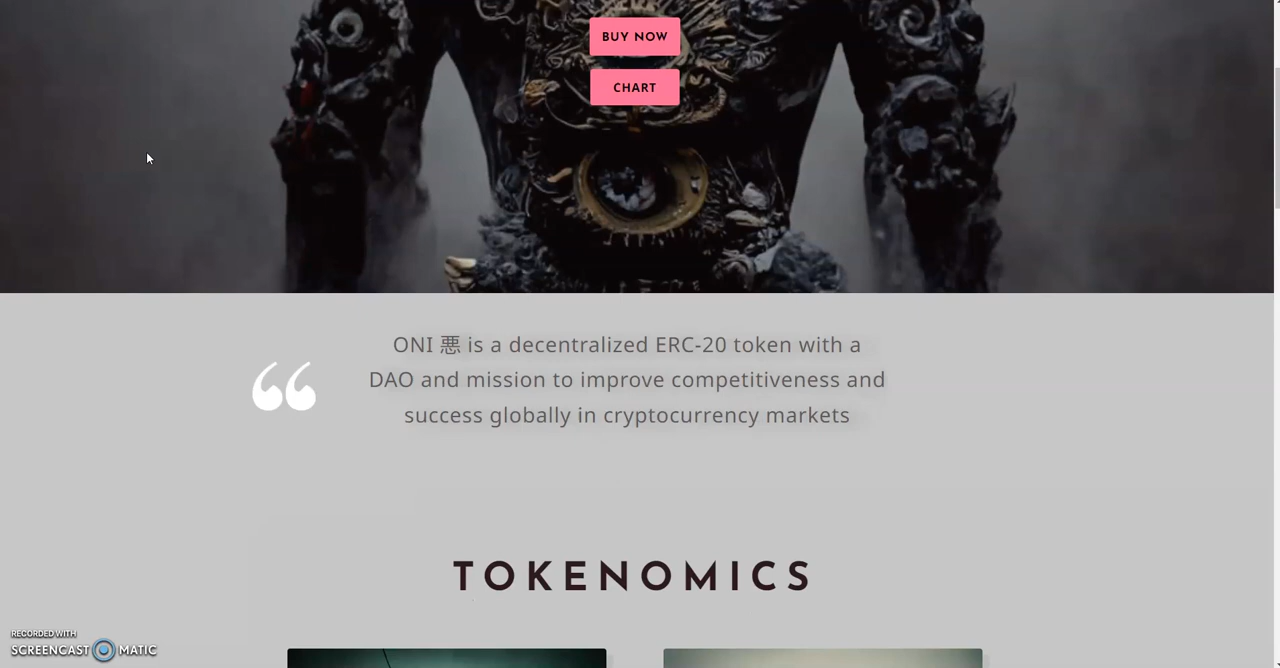 BUY NOW
CHART
ONI 悪 is a decentralized ERC-20 token with a
DAO and mission to improve competitiveness and
success globally in cryptocurrency markets
TOKENOMICS
RECORDED WITH
SCREENCAST MATIC